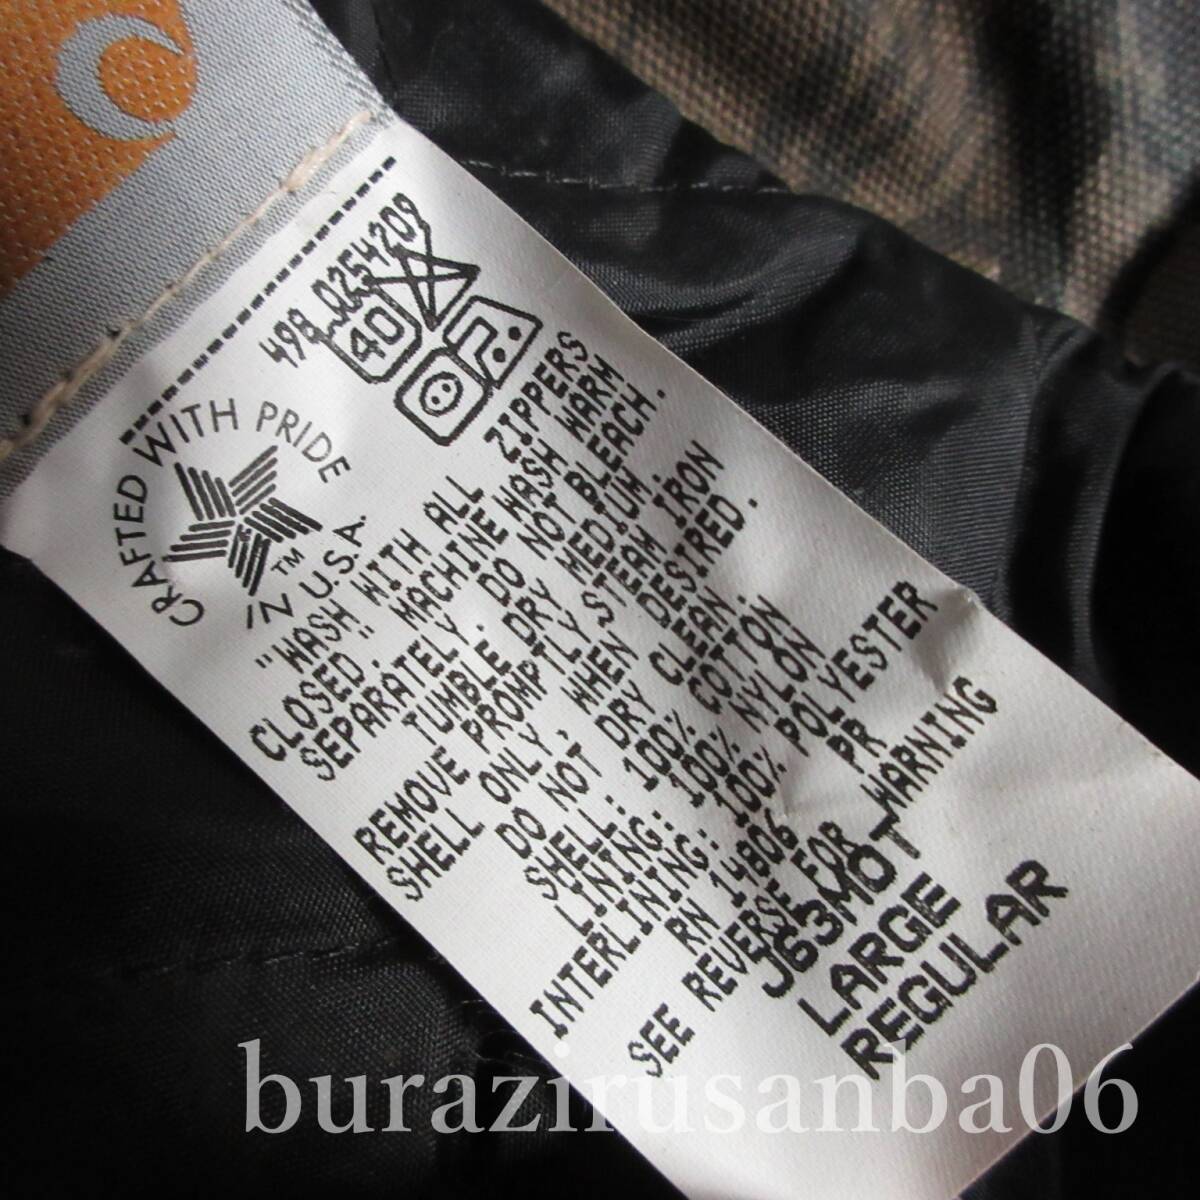 498 0254209
40
CRAFTED WITH PRIDE
TM
IN U.S.A.
"WASH WITH ALL ZIPPERS
CLOSED." MACHINE WASH WARM
SEPARATELY. DO NOT BLEACH.
TUMBLE DRY MEDIUM
REMOVE PROMPTLY. STEAM IRON
SHELL ONLY, WHEN DESIRED.
DO NOT DRY CLEAN.
SHELL: 100% COTTON
LINING: 100% NYLON
INTERLINING: 100% POLYESTER
RN 14806 PR
SEE REVERSE FOR WARNING
J63MOT
LARGE
REGULAR
burazirusanba06